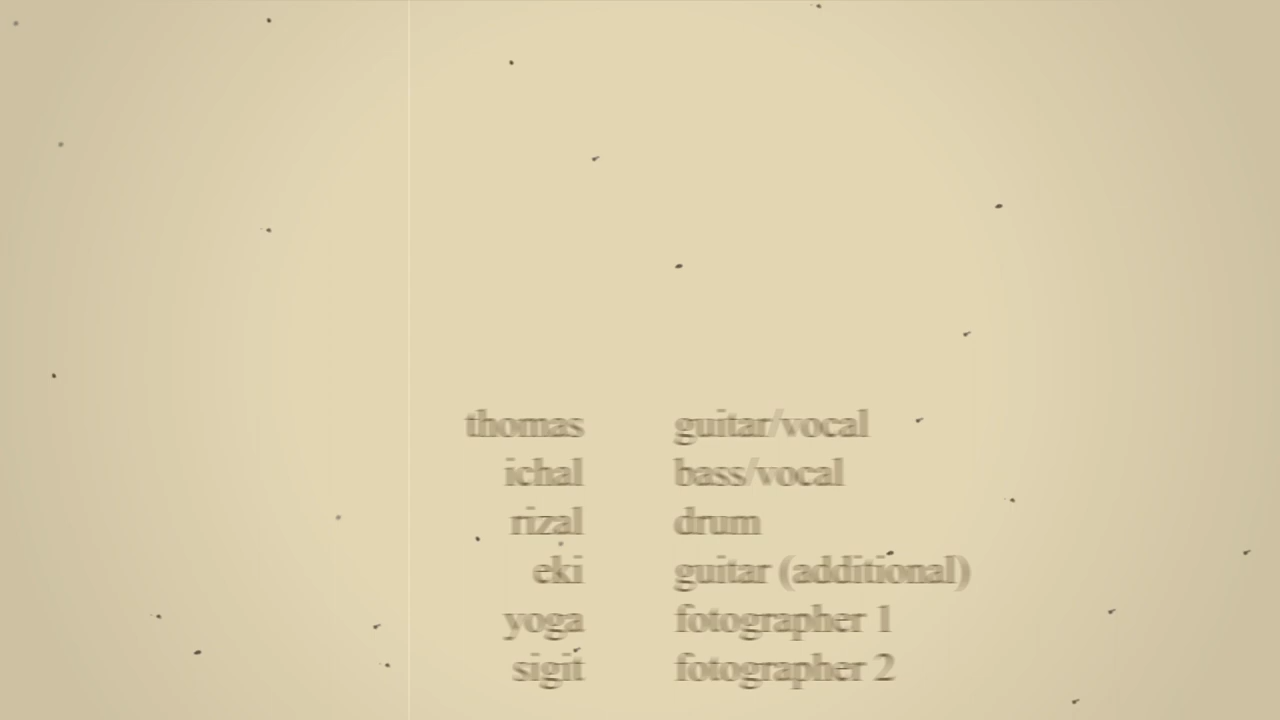 thomas guitar/vocal
ichal bass/vocal
rizal drum
eki guitar (additional)
yoga fotographer 1
sigit fotographer 2